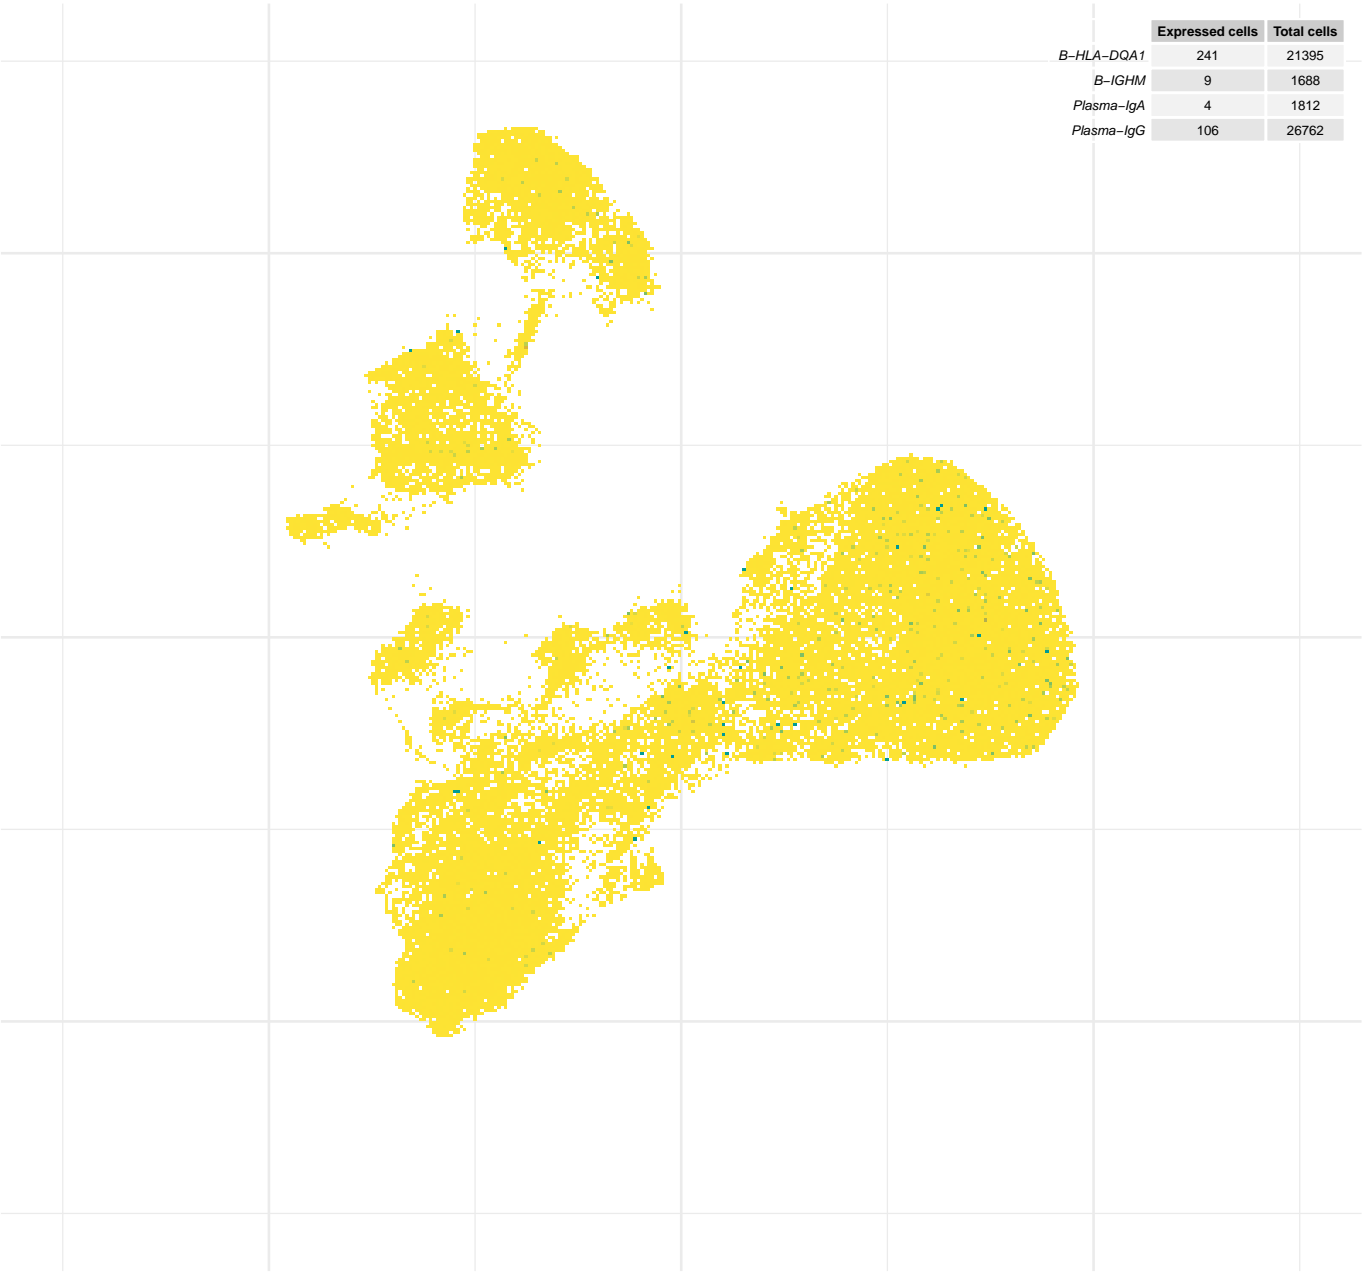 Expressed cells Total cells
B−HLA−DQA1 241 21395
B−IGHM 9 1688
Plasma−IgA 4 1812
Plasma−IgG 106 26762